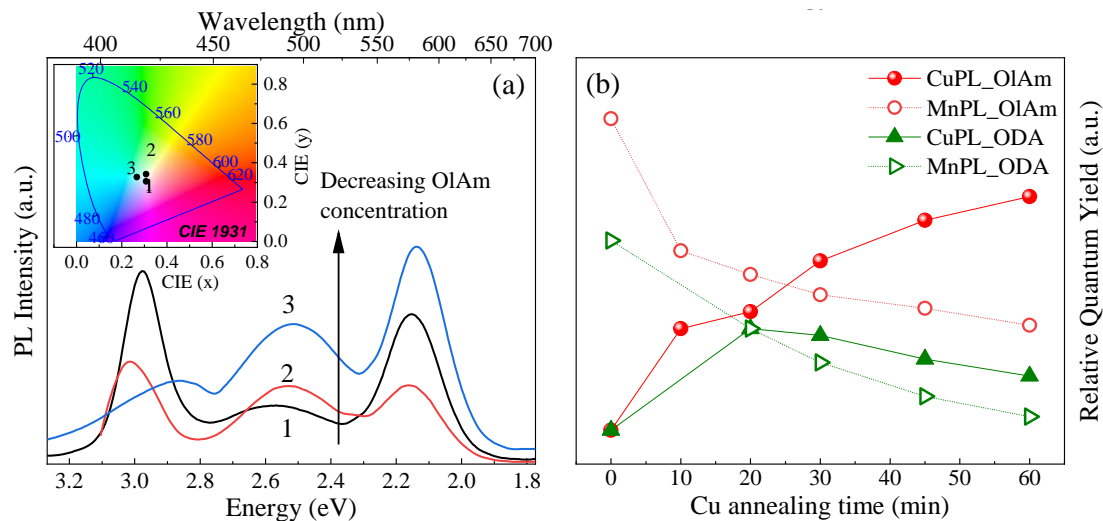 Wavelength (nm)
400 450 500 550 600 650 700
(a)
PL Intensity (a.u.)
3.2 3.0 2.8 2.6 2.4 2.2 2.0 1.8
Energy (eV)
Decreasing OlAm
concentration
3
2
1
520
540
560
500
580
600
620
480
460
2
3
1
CIE 1931
0.0 0.2 0.4 0.6 0.8
CIE (x)
0.8
0.6
0.4
0.2
0.0
CIE (y)
(b)
CuPL_OlAm
MnPL_OlAm
CuPL_ODA
MnPL_ODA
Relative Quantum Yield (a.u.)
0 10 20 30 40 50 60
Cu annealing time (min)